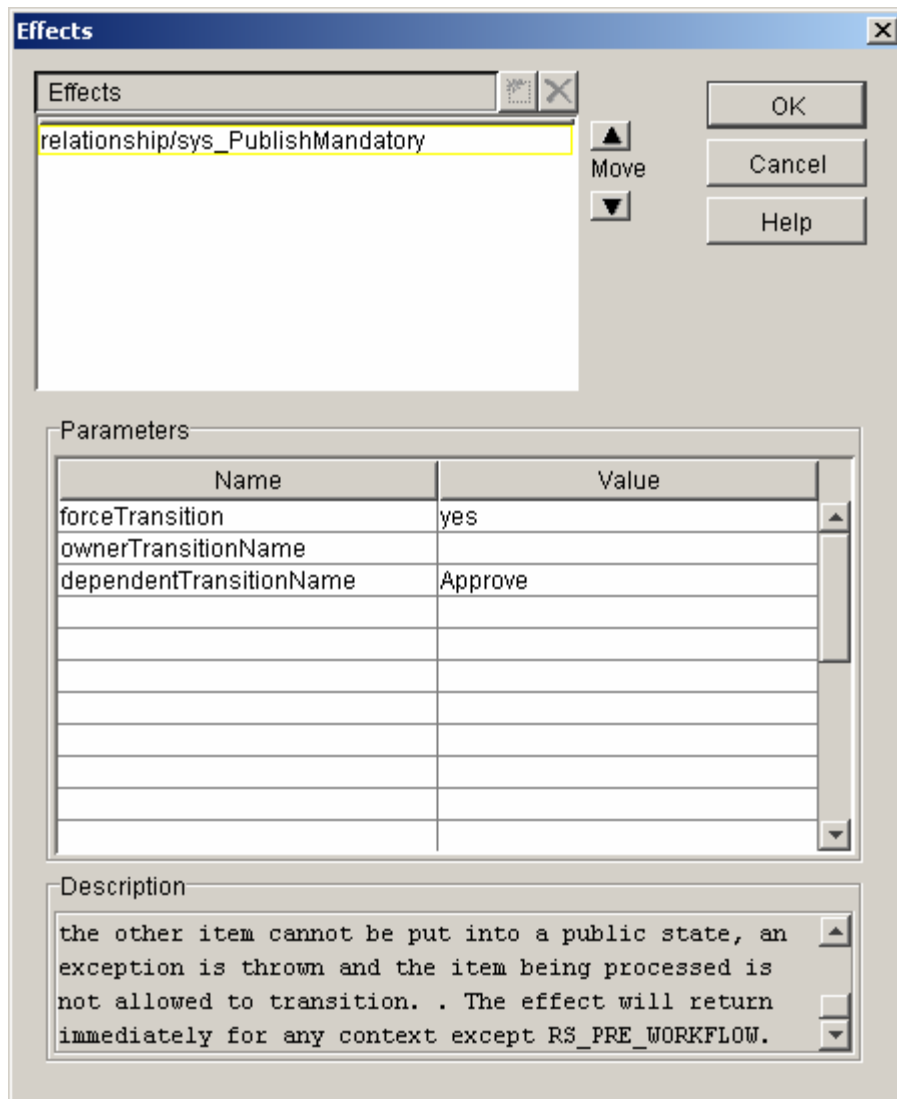 Effects
Effects
OK
relationship/sys_PublishMandatory
Move
Cancel
Help
Parameters
Name Value
forceTransition yes
ownerTransitionName
dependentTransitionName Approve
Description
the other item cannot be put into a public state, an
exception is thrown and the item being processed is
not allowed to transition. . The effect will return
immediately for any context except RS_PRE_WORKFLOW.